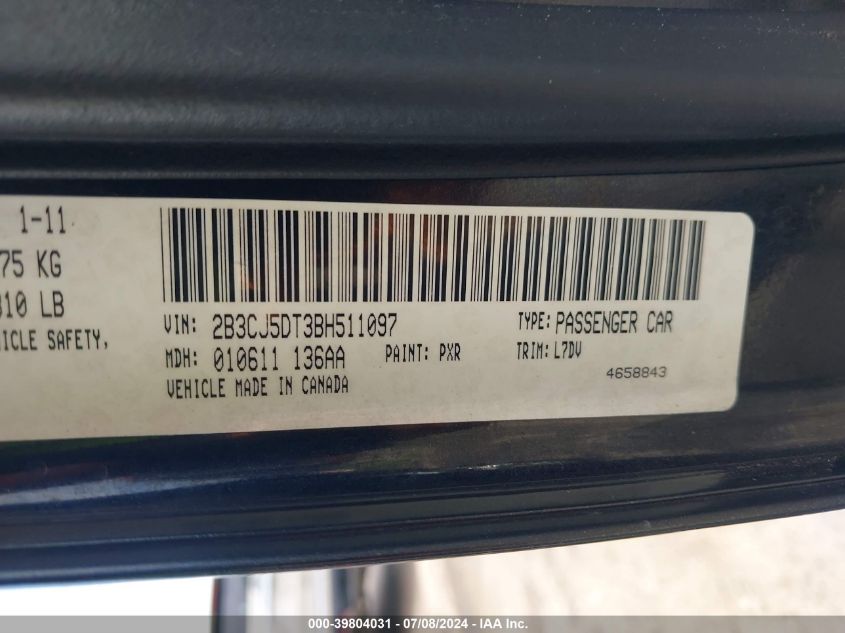 1-11
75 KG
310 LB
ICLE SAFETY,
VIN: 2B3CJ5DT3BH511097
TYPE: PASSENGER CAR
MDH: 010611 136AA
PAINT: PXR
TRIM: L7DV
VEHICLE MADE IN CANADA
4658843
000-39804031 - 07/08/2024 - IAA Inc.